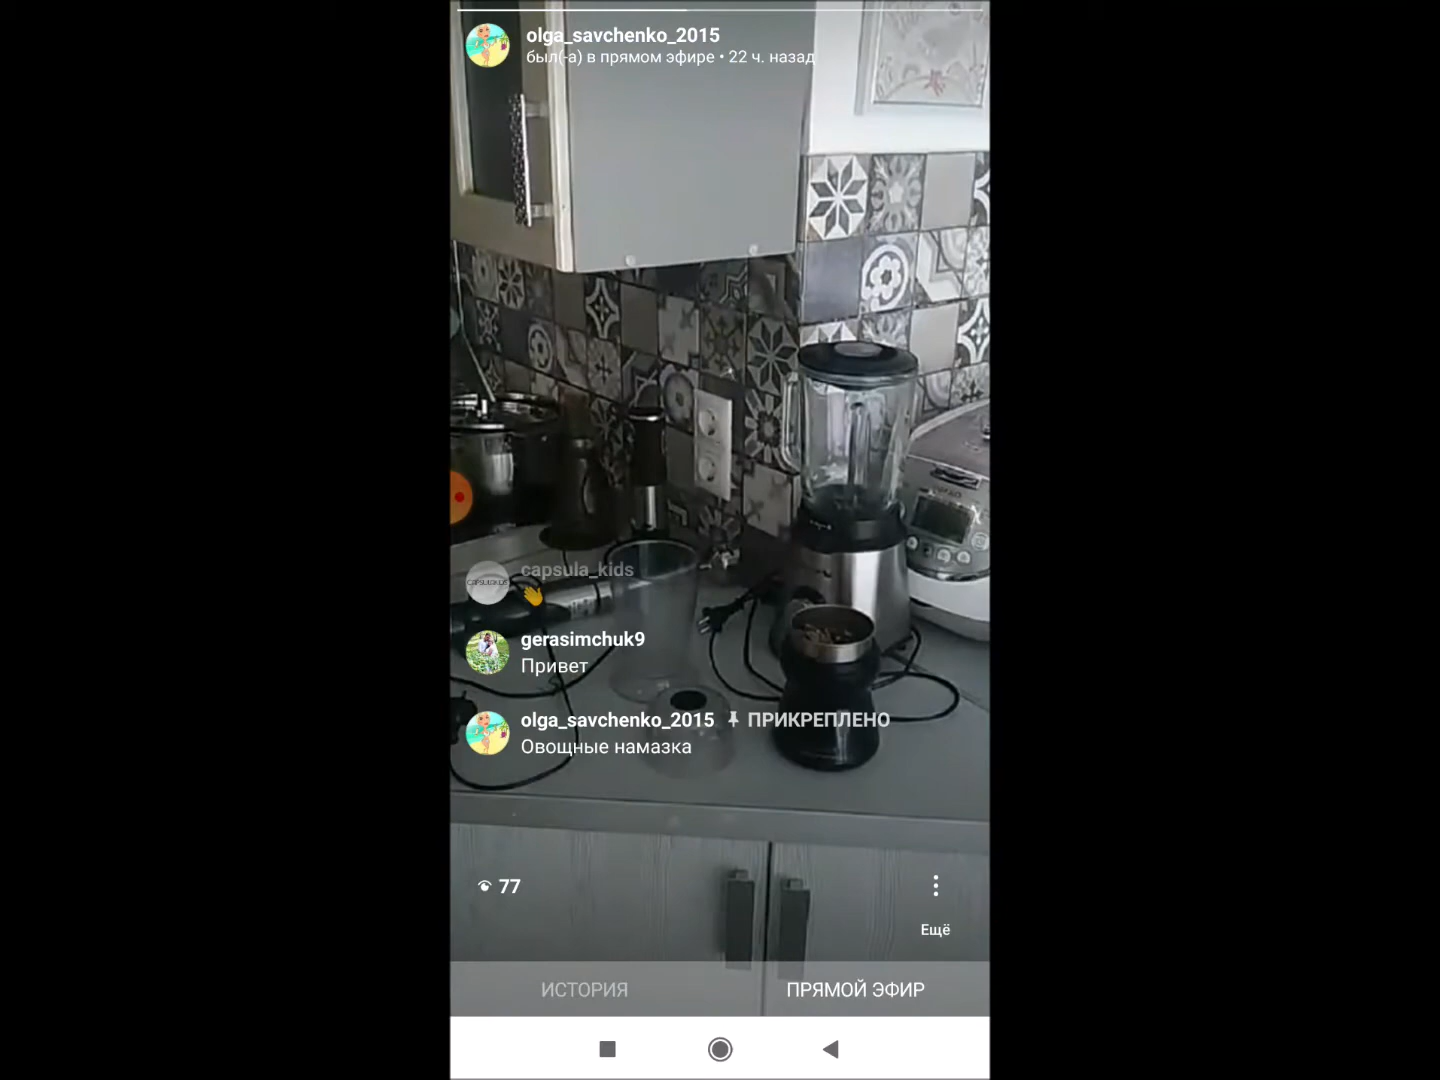 olga_savchenko_2015
был(-а) в прямом эфире • 22 ч. назад
capsula_kids
👋
gerasimchuk9
Привет
olga_savchenko_2015 ПРИКРЕПЛЕНО
Овощные намазка
77
Ещё
ИСТОРИЯ
ПРЯМОЙ ЭФИР